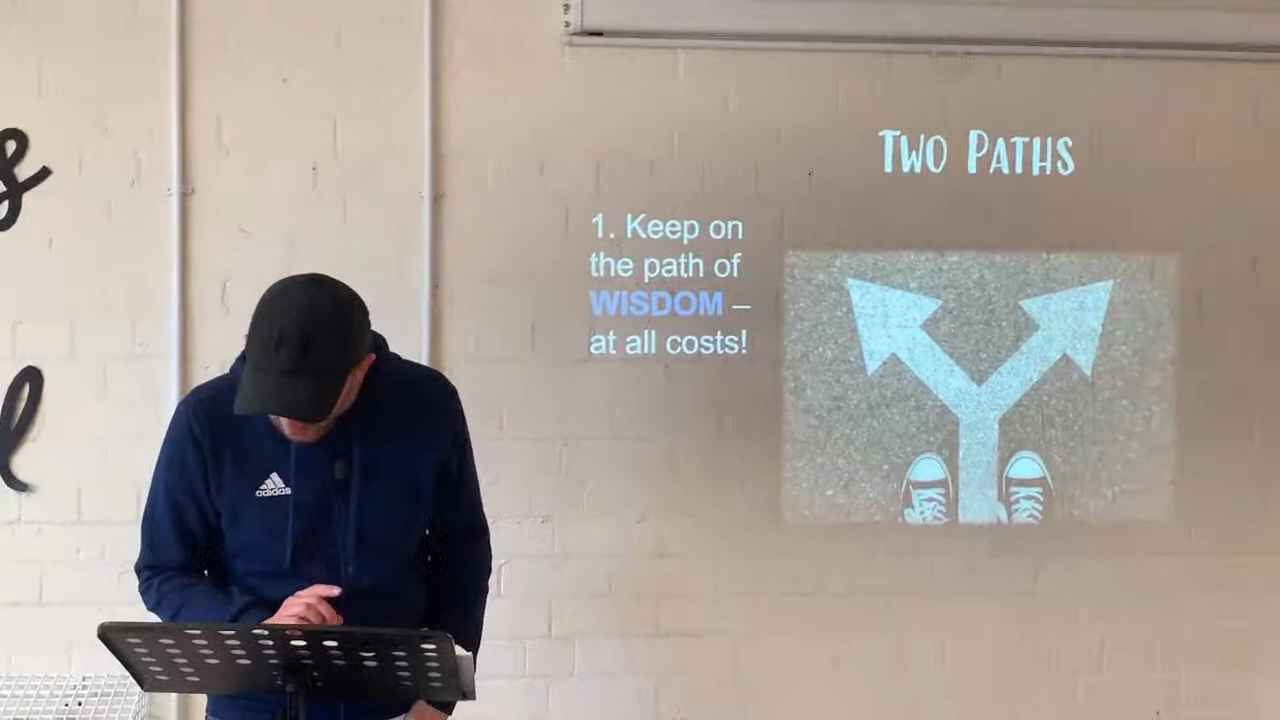 s
l
TWO PATHS
1. Keep on
the path of
WISDOM –
at all costs!
adidas